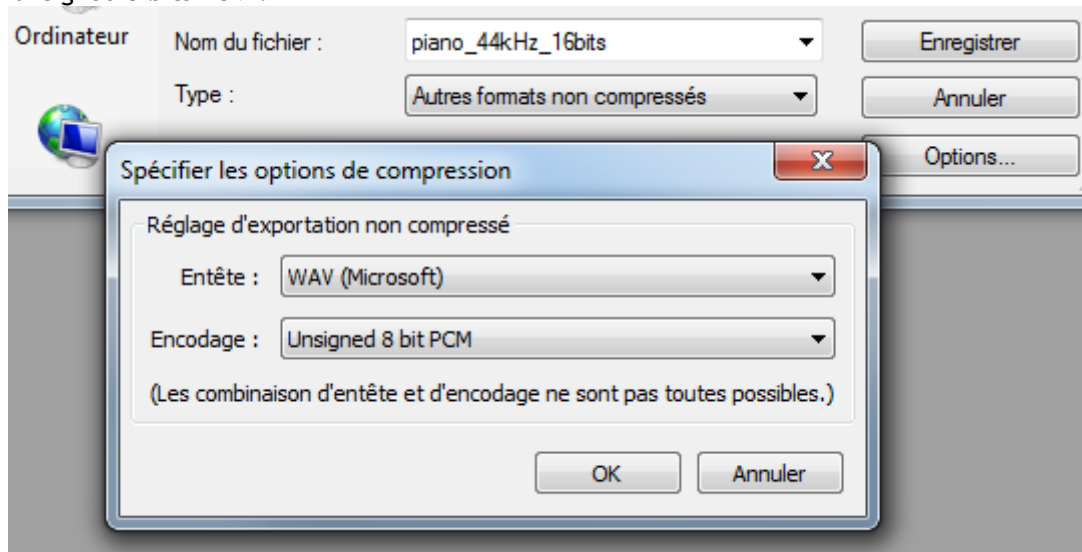 Ordinateur
Nom du fichier :
piano_44kHz_16bits
Enregistrer
Type :
Autres formats non compressés
Annuler
Options...
Spécifier les options de compression
Réglage d'exportation non compressé
Entête :
WAV (Microsoft)
Encodage :
Unsigned 8 bit PCM
(Les combinaison d'entête et d'encodage ne sont pas toutes possibles.)
OK
Annuler